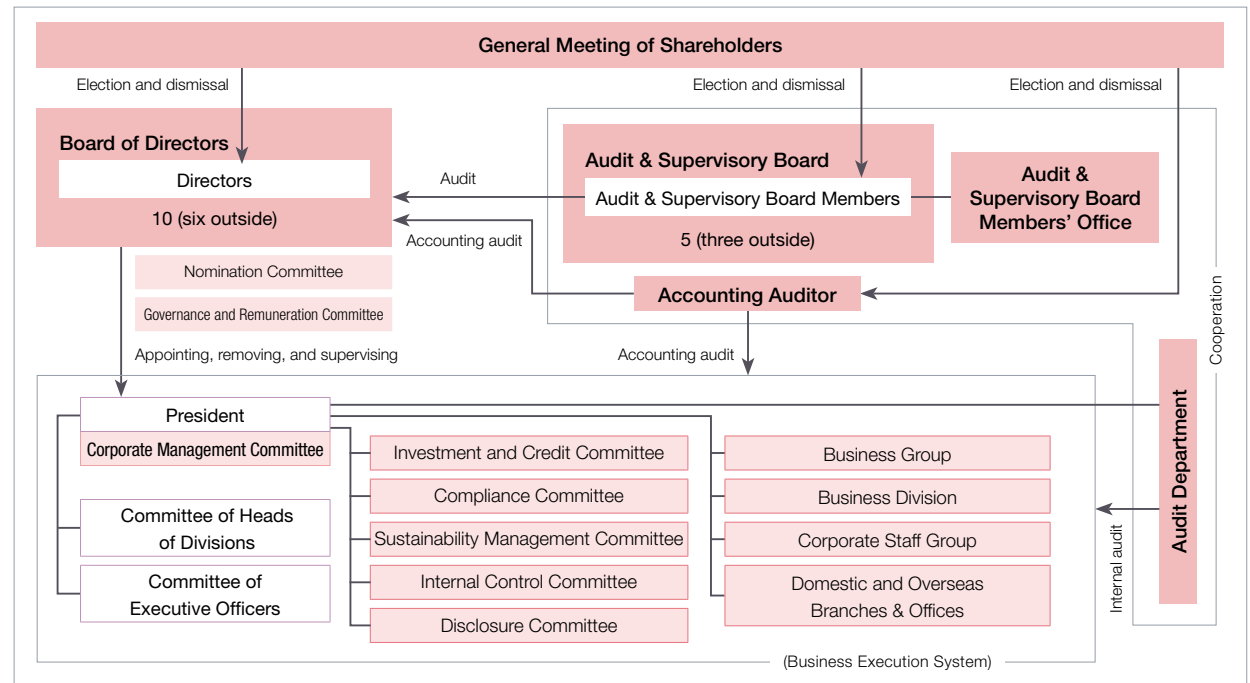 General Meeting of Shareholders
Election and dismissal
Election and dismissal
Election and dismissal
Board of Directors
Directors
10 (six outside)
Audit
Accounting audit
Audit & Supervisory Board
Audit & Supervisory Board Members
5 (three outside)
Audit &
Supervisory Board
Members' Office
Nomination Committee
Governance and Remuneration Committee
Accounting Auditor
Cooperation
Appointing, removing, and supervising
Accounting audit
President
Corporate Management Committee
Committee of Heads
of Divisions
Committee of
Executive Officers
Investment and Credit Committee
Compliance Committee
Sustainability Management Committee
Internal Control Committee
Disclosure Committee
Business Group
Business Division
Corporate Staff Group
Domestic and Overseas
Branches & Offices
Internal audit
Audit Department
(Business Execution System)